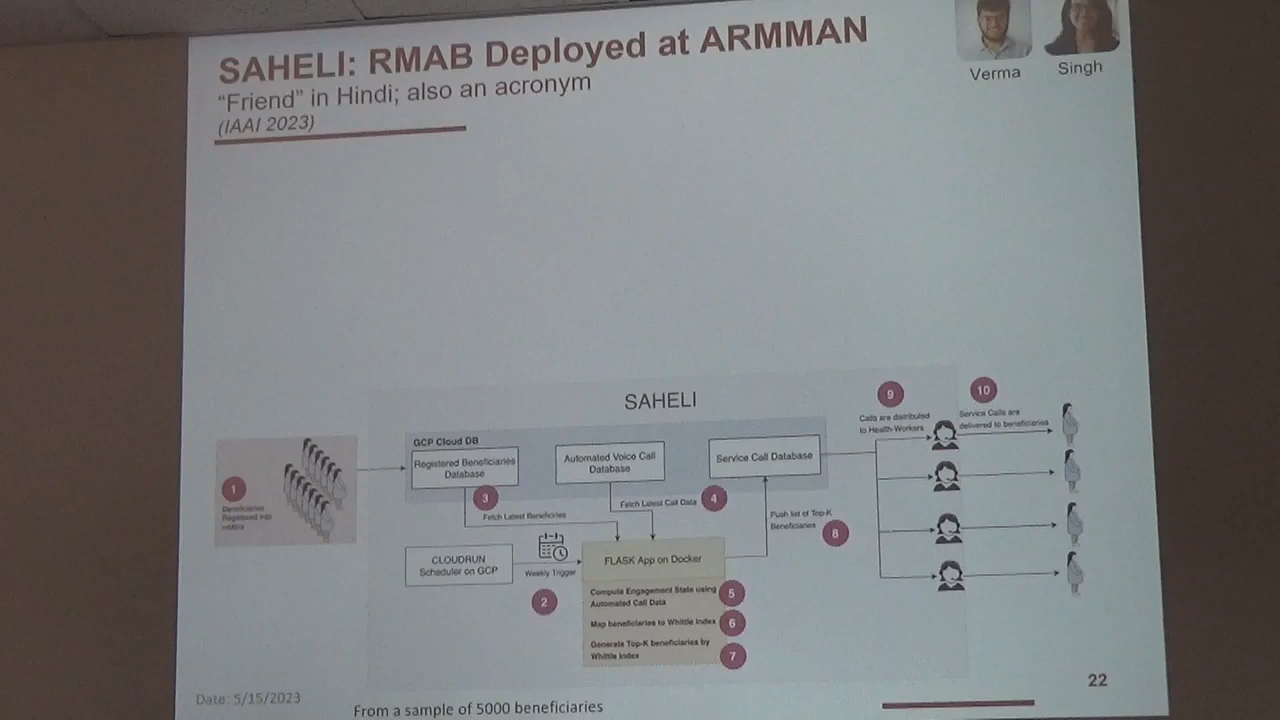 SAHELI: RMAB Deployed at ARMMAN
"Friend" in Hindi; also an acronym
(IAAI 2023)
Verma
Singh
SAHELI
1
Beneficiaries
Registered into
mMitra
GCP Cloud DB
Registered Beneficiaries
Database
Automated Voice Call
Database
Service Call Database
3
Fetch Latest Beneficiries
Fetch Latest Call Data
4
CLOUDRUN
Scheduler on GCP
Weekly Trigger
2
FLASK App on Docker
Compute Engagement State using
Automated Call Data
5
Map beneficiaries to Whittle Index
6
Generate Top-K beneficiaries by
Whittle Index
7
Push list of Top-K
Beneficiaries
8
9
Calls are distributed
to Health-Workers
10
Service Calls are
delivered to beneficiaries
22
Date: 5/15/2023
From a sample of 5000 beneficiaries